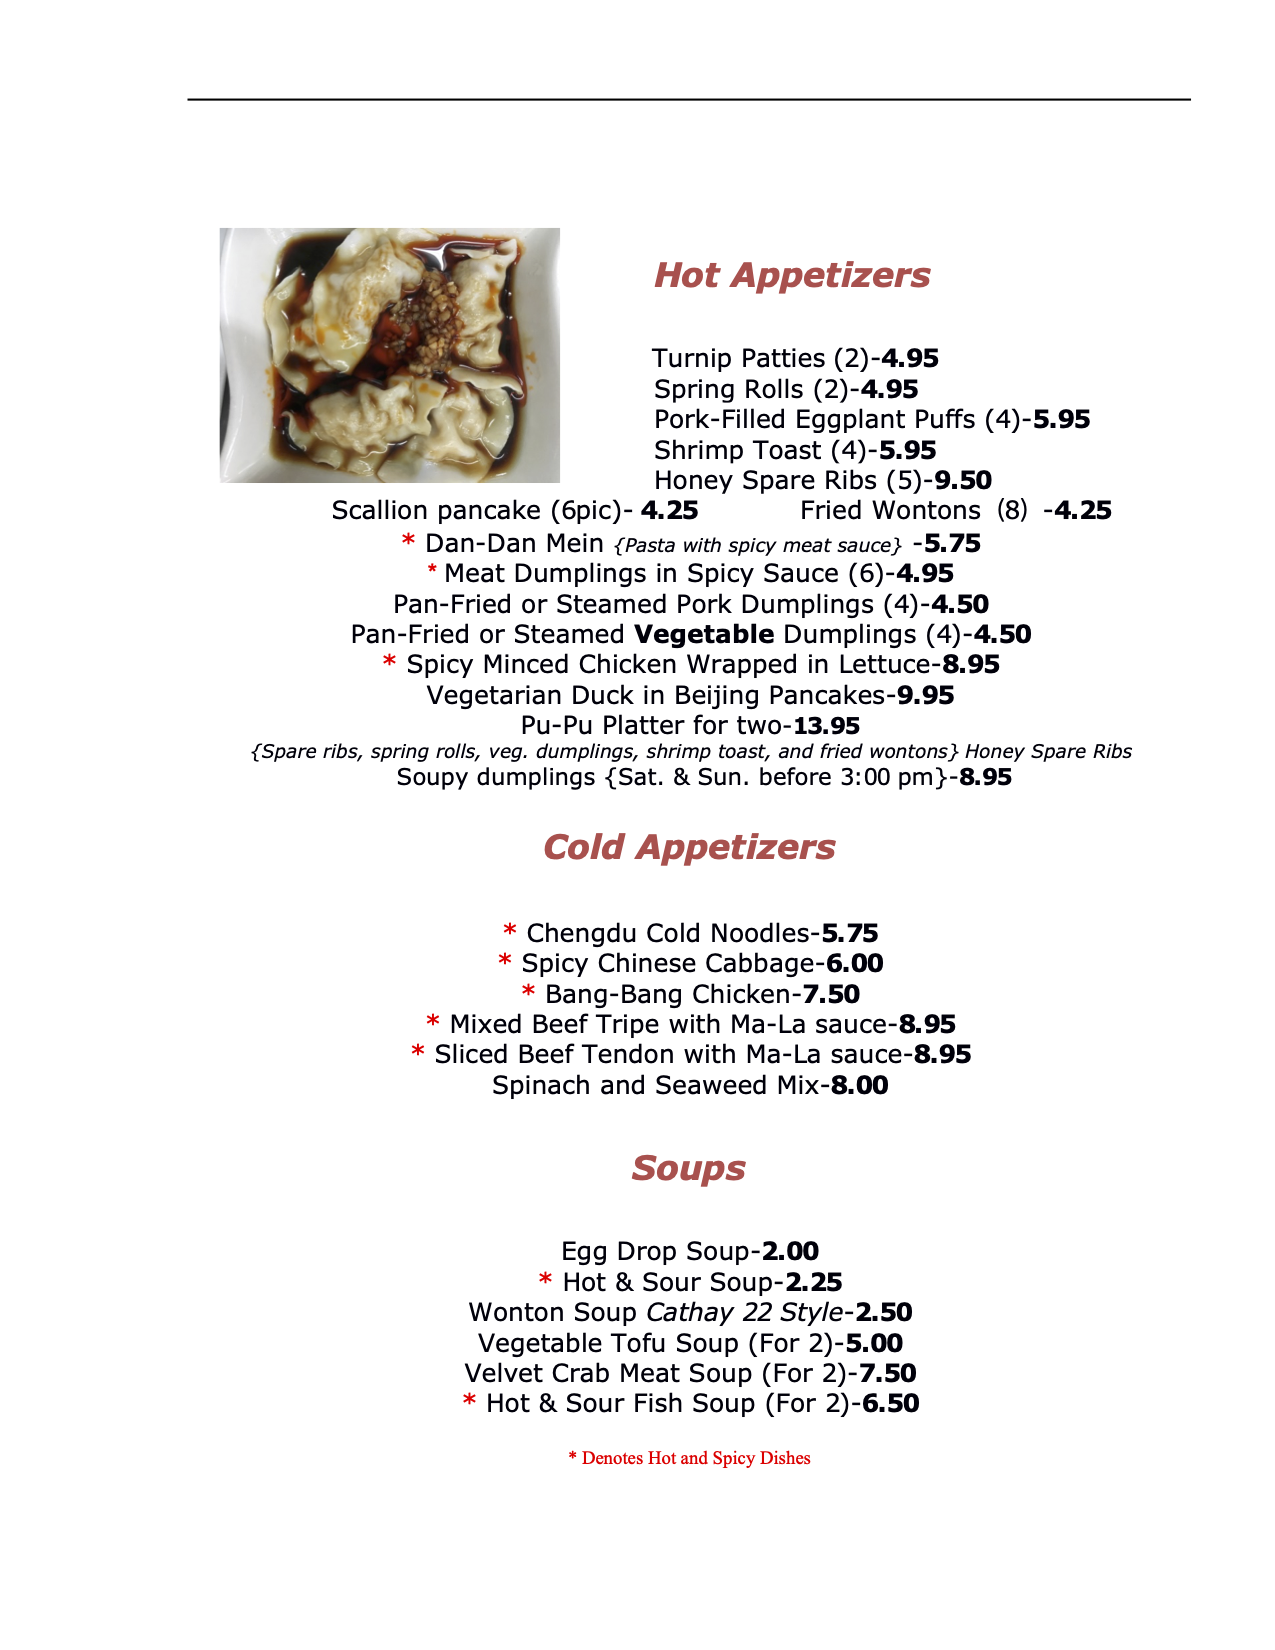 Hot Appetizers
Turnip Patties (2)-4.95
Spring Rolls (2)-4.95
Pork-Filled Eggplant Puffs (4)-5.95
Shrimp Toast (4)-5.95
Honey Spare Ribs (5)-9.50
Scallion pancake (6pic)- 4.25 Fried Wontons (8) -4.25
* Dan-Dan Mein {Pasta with spicy meat sauce} -5.75
* Meat Dumplings in Spicy Sauce (6)-4.95
Pan-Fried or Steamed Pork Dumplings (4)-4.50
Pan-Fried or Steamed Vegetable Dumplings (4)-4.50
* Spicy Minced Chicken Wrapped in Lettuce-8.95
Vegetarian Duck in Beijing Pancakes-9.95
Pu-Pu Platter for two-13.95
{Spare ribs, spring rolls, veg. dumplings, shrimp toast, and fried wontons} Honey Spare Ribs
Soupy dumplings {Sat. & Sun. before 3:00 pm}-8.95
Cold Appetizers
* Chengdu Cold Noodles-5.75
* Spicy Chinese Cabbage-6.00
* Bang-Bang Chicken-7.50
* Mixed Beef Tripe with Ma-La sauce-8.95
* Sliced Beef Tendon with Ma-La sauce-8.95
Spinach and Seaweed Mix-8.00
Soups
Egg Drop Soup-2.00
* Hot & Sour Soup-2.25
Wonton Soup Cathay 22 Style-2.50
Vegetable Tofu Soup (For 2)-5.00
Velvet Crab Meat Soup (For 2)-7.50
* Hot & Sour Fish Soup (For 2)-6.50
* Denotes Hot and Spicy Dishes